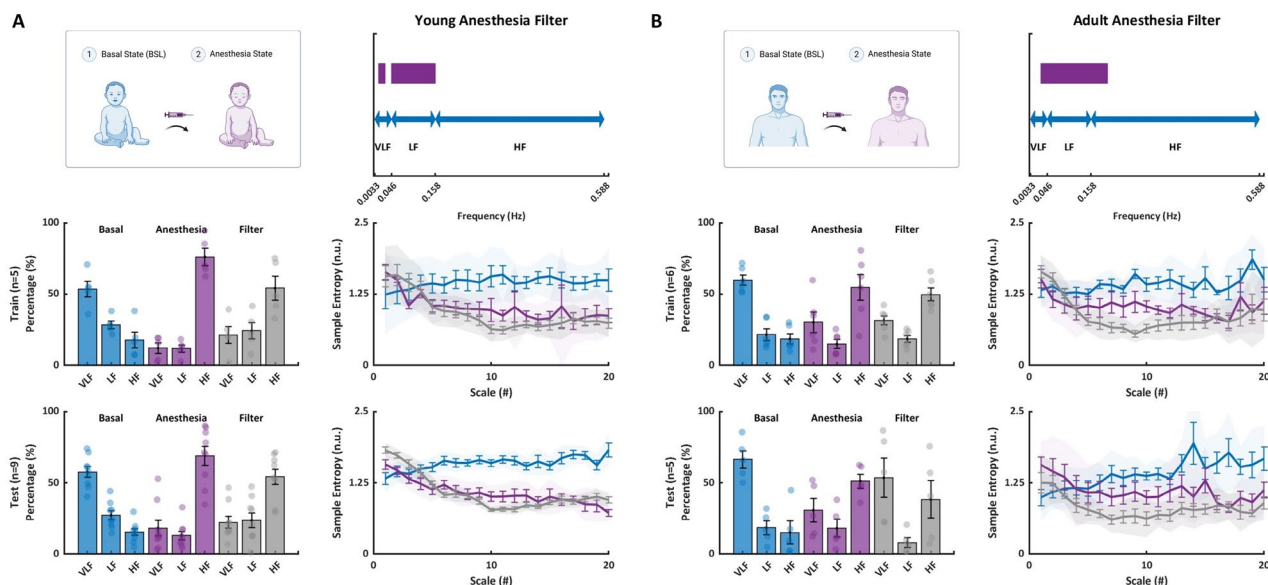 A
Young Anesthesia Filter
1 Basal State (BSL)
2 Anesthesia State
VLF LF HF
0.0033 0.046 0.158 0.588
Frequency (Hz)
Train (n=5)
Percentage (%)
100
50
0
Basal Anesthesia Filter
VLF LF HF VLF LF HF VLF LF HF
Sample Entropy (n.u.)
2.5
1.25
0
0 10 20
Scale (#)
Test (n=9)
Percentage (%)
100
50
0
Basal Anesthesia Filter
VLF LF HF VLF LF HF VLF LF HF
Sample Entropy (n.u.)
2.5
1.25
0
0 10 20
Scale (#)
B
Adult Anesthesia Filter
1 Basal State (BSL)
2 Anesthesia State
VLF LF HF
0.0033 0.046 0.158 0.588
Frequency (Hz)
Train (n=6)
Percentage (%)
100
50
0
Basal Anesthesia Filter
VLF LF HF VLF LF HF VLF LF HF
Sample Entropy (n.u.)
2.5
1.25
0
0 10 20
Scale (#)
Test (n=5)
Percentage (%)
100
50
0
Basal Anesthesia Filter
VLF LF HF VLF LF HF VLF LF HF
Sample Entropy (n.u.)
2.5
1.25
0
0 10 20
Scale (#)